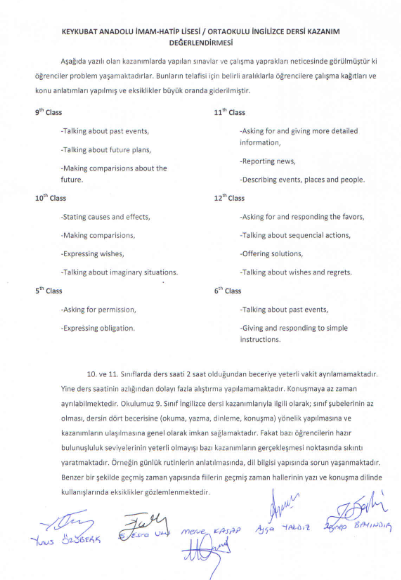 KEYKUBAT ANADOLU İMAM-HATİP LİSESİ / ORTAOKULU İNGİLİZCE DERSİ KAZANIM
DEĞERLENDİRMESİ
Aşağıda yazılı olan kazanımlarda yapılan sınavlar ve çalışma yaprakları neticesinde görülmüştür ki
öğrenciler problem yaşamaktadırlar. Bunların telafisi için belirli aralıklarla öğrencilere çalışma kağıtları ve
konu anlatımları yapılmış ve eksiklikler büyük oranda giderilmiştir.
9th Class
-Talking about past events,
-Talking about future plans,
-Making comparisions about the
future.
10th Class
-Stating causes and effects,
-Making comparisions,
-Expressing wishes,
-Talking about imaginary situations.
5th Class
-Asking for permission,
-Expressing obligation.
11th Class
-Asking for and giving more detailed
information,
-Reporting news,
-Describing events, places and people.
12th Class
-Asking for and responding the favors,
-Talking about sequencial actions,
-Offering solutions,
-Talking about wishes and regrets.
6th Class
-Talking about past events,
-Giving and responding to simple
instructions.
10. ve 11. Sınıflarda ders saati 2 saat olduğundan beceriye yeterli vakit ayrılamamaktadır.
Yine ders saatinin azlığından dolayı fazla alıştırma yapılamamaktadır. Konuşmaya az zaman
ayrılabilmektedir. Okulumuz 9. Sınıf İngilizce dersi kazanımlarıyla ilgili olarak; sınıf şubelerinin az
olması, dersin dört becerisine (okuma, yazma, dinleme, konuşma) yönelik yapılmasına ve
kazanımların ulaşılmasına genel olarak imkan sağlamaktadır. Fakat bazı öğrencilerin hazır
bulunuşluluk seviyelerinin yeterli olmayışı bazı kazanımların gerçekleşmesi noktasında sıkıntı
yaratmaktadır. Örneğin günlük rutinlerin anlatılmasında, dil bilgisi yapısında sorun yaşanmaktadır.
Benzer bir şekilde geçmiş zaman yapısında fiilerin geçmiş zaman hallerinin yazı ve konuşma dilinde
kullanışlarında eksiklikler gözlemlenmektedir.
Yunus
Ayşa YALNIZ
Zeynep BAYINDIR